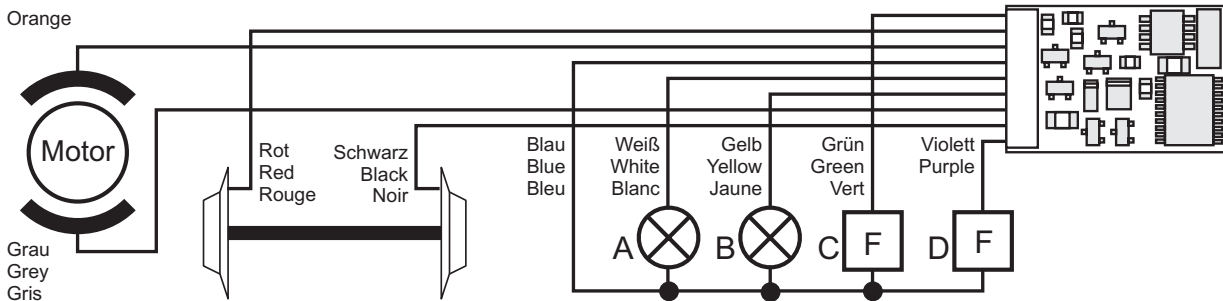 Orange
Motor
Grau
Grey
Gris
Rot
Red
Rouge
Schwarz
Black
Noir
Blau
Blue
Bleu
Weiß
White
Blanc
Gelb
Yellow
Jaune
Grün
Green
Vert
Violett
Purple
A
B
C
F
D
F